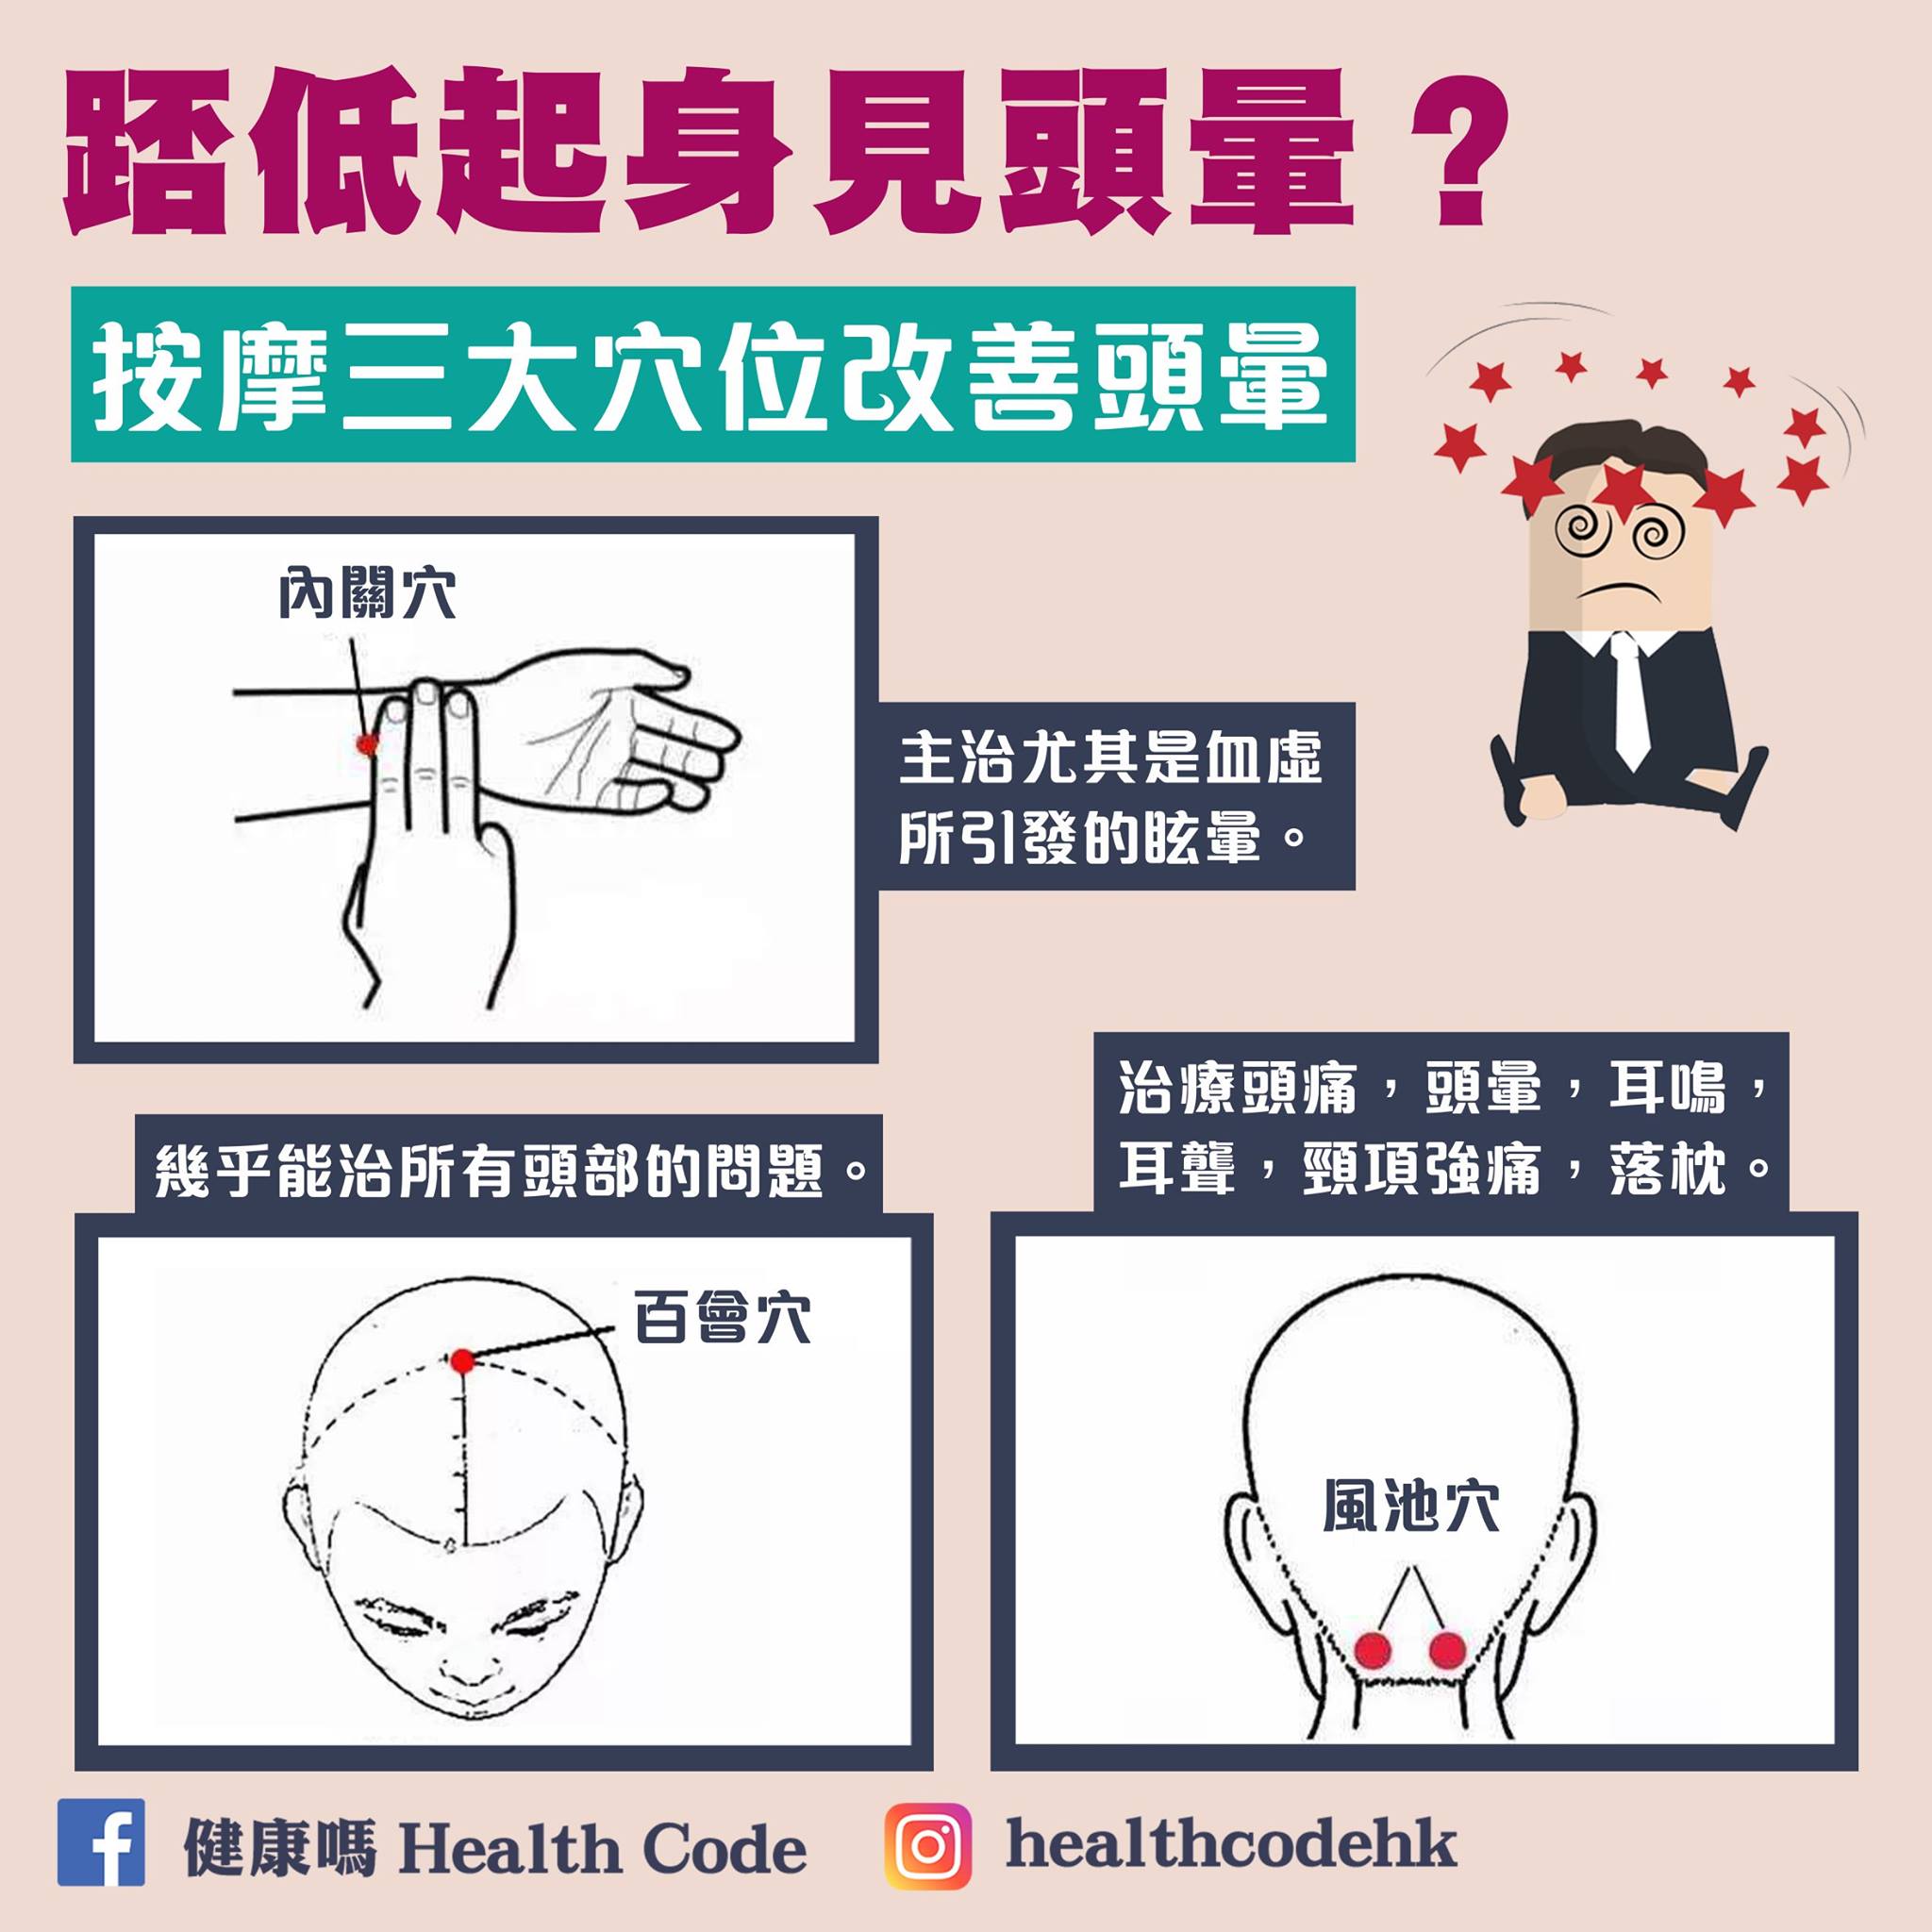 踎低起身見頭暈？
按摩三大穴位改善頭暈
內關穴
主治尤其是血虛
所引發的眩暈。
幾乎能治所有頭部的問題。
百會穴
治療頭痛，頭暈，耳鳴，
耳聾，頸項強痛，落枕。
風池穴
健康嗎 Health Code
healthcodehk